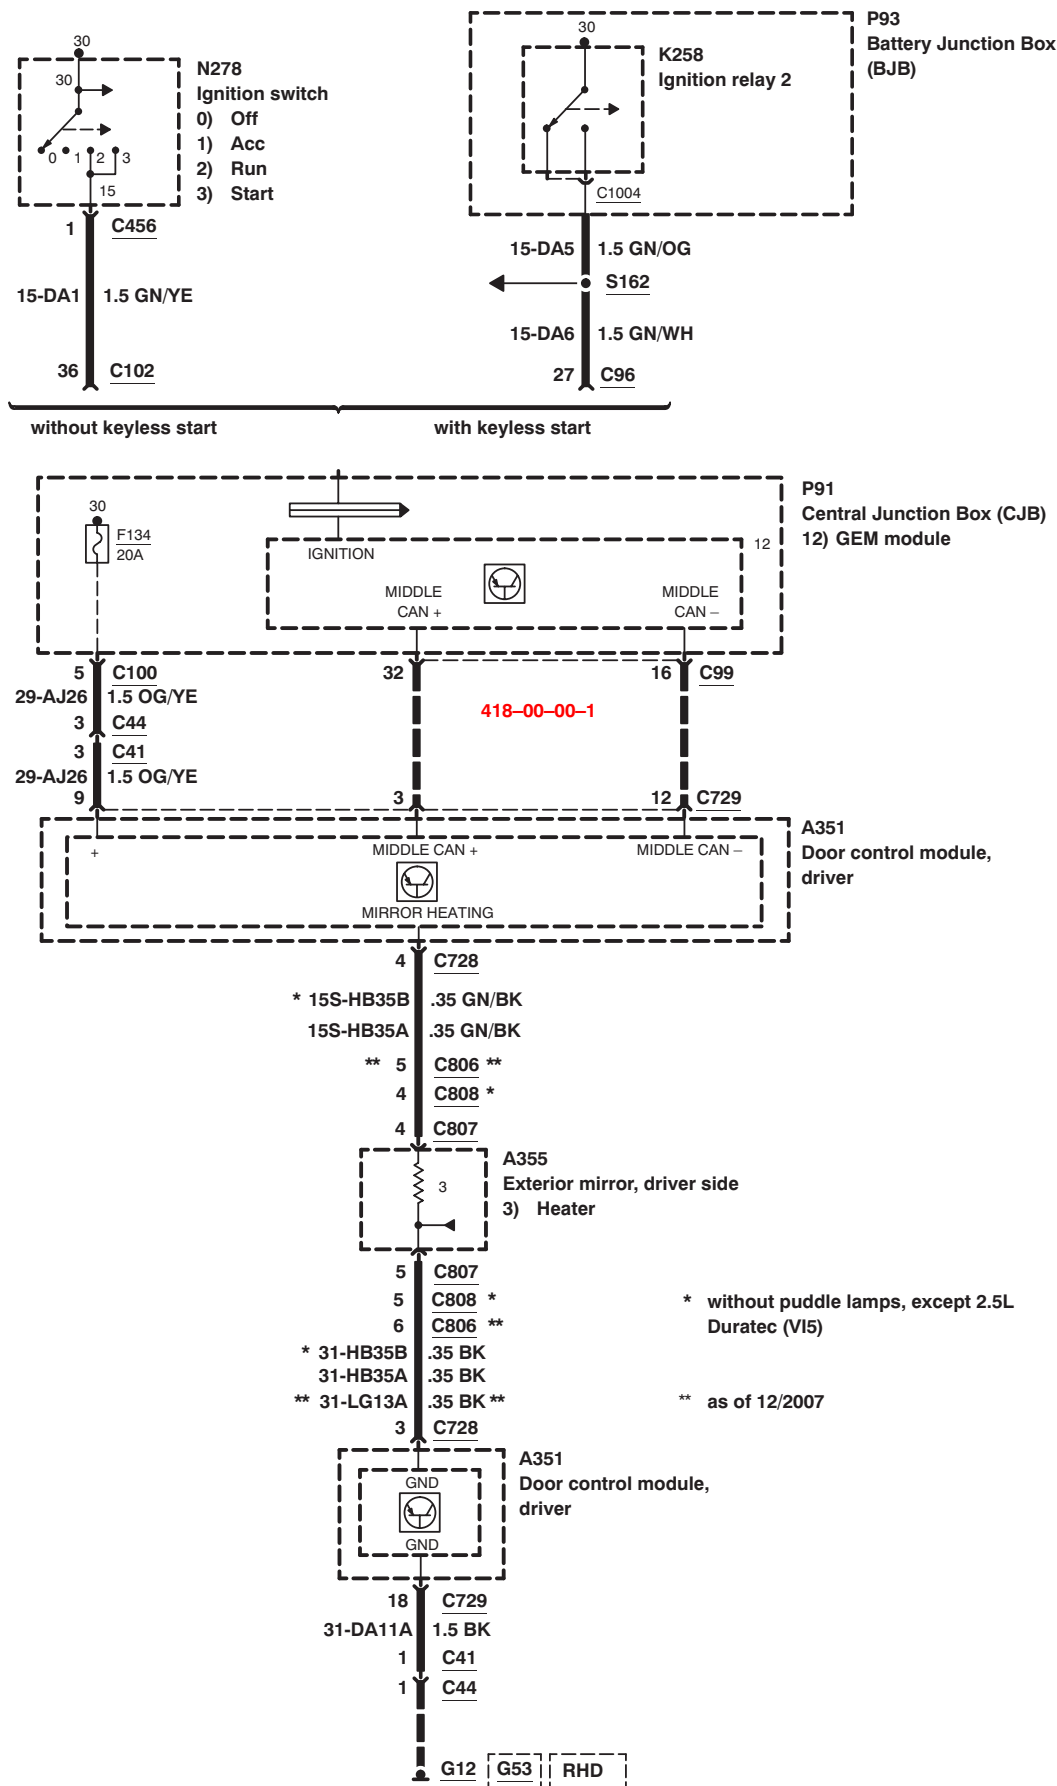 30
30
0 1 2 3
15
N278
Ignition switch
0) Off
1) Acc
2) Run
3) Start
1 C456
15-DA1 1.5 GN/YE
36 C102
30
K258
Ignition relay 2
C1004
P93
Battery Junction Box
(BJB)
15-DA5 1.5 GN/OG
S162
15-DA6 1.5 GN/WH
27 C96
without keyless start
with keyless start
30
F134
20A
IGNITION
12
MIDDLE
CAN +
MIDDLE
CAN –
P91
Central Junction Box (CJB)
12) GEM module
5 C100
32
16 C99
29-AJ26 1.5 OG/YE
418–00–00–1
3 C44
3 C41
29-AJ26 1.5 OG/YE
9
3
12 C729
+
MIDDLE CAN +
MIDDLE CAN –
MIRROR HEATING
A351
Door control module,
driver
4 C728
* 15S-HB35B .35 GN/BK
15S-HB35A .35 GN/BK
** 5 C806 **
4 C808 *
4 C807
3
A355
Exterior mirror, driver side
3) Heater
5 C807
5 C808 *
6 C806 **
* 31-HB35B .35 BK
31-HB35A .35 BK
** 31-LG13A .35 BK **
3 C728
* without puddle lamps, except 2.5L
Duratec (VI5)
** as of 12/2007
GND
GND
A351
Door control module,
driver
18 C729
31-DA11A 1.5 BK
1 C41
1 C44
G12 G53 RHD